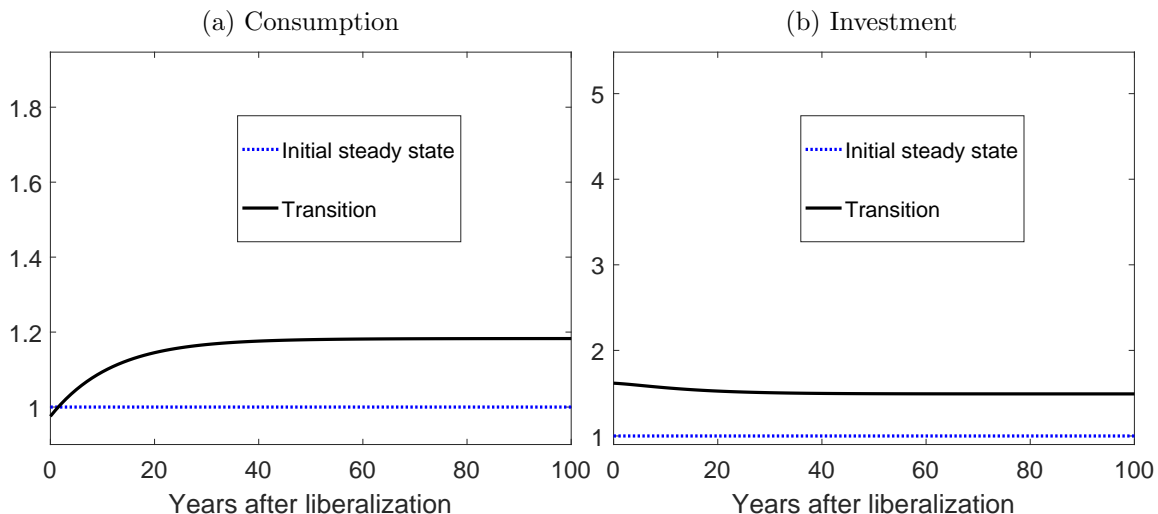 (a) Consumption
1.8
1.6
1.4
1.2
1
Initial steady state
Transition
0 20 40 60 80 100
Years after liberalization
(b) Investment
5
4
3
2
1
Initial steady state
Transition
0 20 40 60 80 100
Years after liberalization